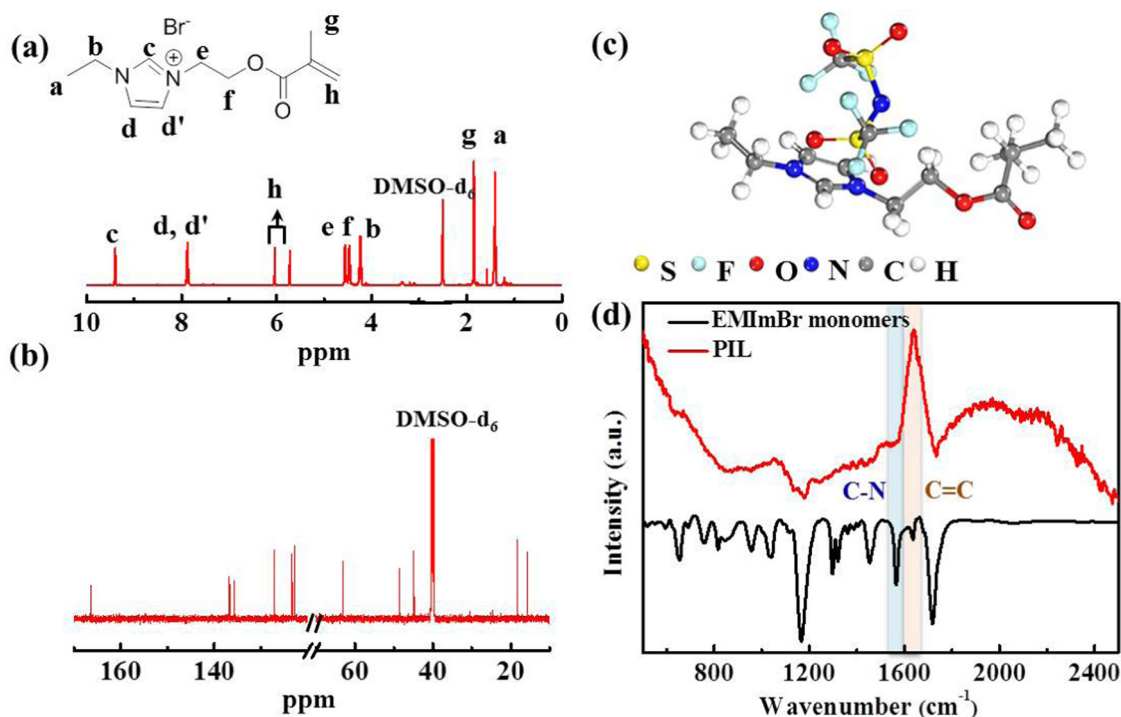 (a)
Br⁻
a
b
c
d
d'
e
f
g
h
N
⊕
N
O
O
c
d, d'
h
e f
b
DMSO-d₆
g
a
10 8 6 4 2 0
ppm
(b)
DMSO-d₆
160 120 60 40 20
ppm
(c)
S F O N C H
(d)
EMImBr monomers
PIL
C-N
C=C
Intensity (a.u.)
800 1200 1600 2000 2400
Wavenumber (cm⁻¹)